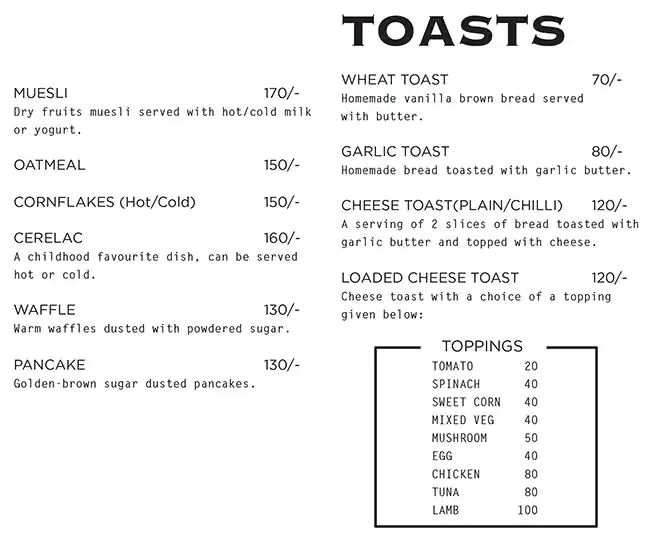 MUESLI 170/-
Dry fruits muesli served with hot/cold milk
or yogurt.
OATMEAL 150/-
CORNFLAKES (Hot/Cold) 150/-
CERELAC 160/-
A childhood favourite dish, can be served
hot or cold.
WAFFLE 130/-
Warm waffles dusted with powdered sugar.
PANCAKE 130/-
Golden-brown sugar dusted pancakes.
TOASTS
WHEAT TOAST 70/-
Homemade vanilla brown bread served
with butter.
GARLIC TOAST 80/-
Homemade bread toasted with garlic butter.
CHEESE TOAST(PLAIN/CHILLI) 120/-
A serving of 2 slices of bread toasted with
garlic butter and topped with cheese.
LOADED CHEESE TOAST 120/-
Cheese toast with a choice of a topping
given below:
TOPPINGS
TOMATO 20
SPINACH 40
SWEET CORN 40
MIXED VEG 40
MUSHROOM 50
EGG 40
CHICKEN 80
TUNA 80
LAMB 100